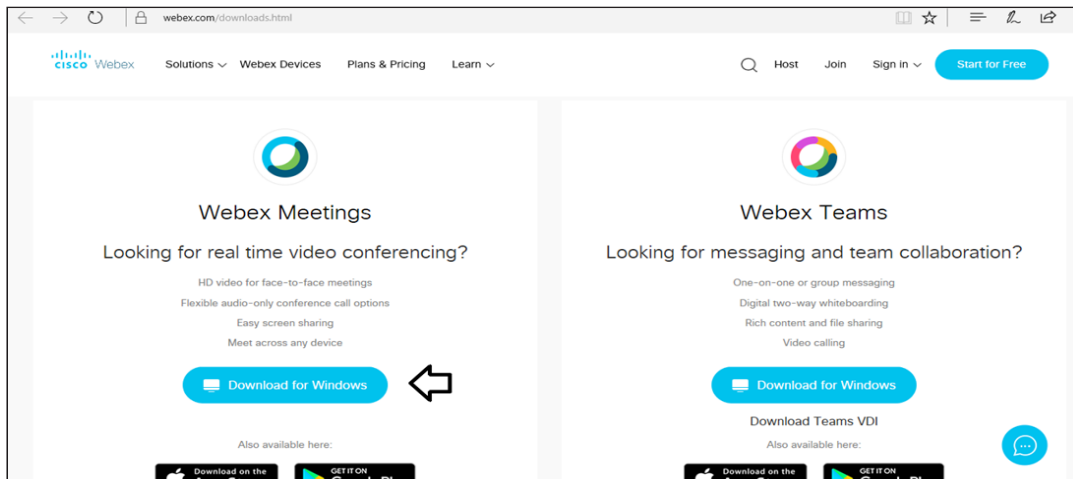 webex.com/downloads.html
cisco Webex
Solutions
Webex Devices
Plans & Pricing
Learn
Host
Join
Sign in
Start for Free
Webex Meetings
Looking for real time video conferencing?
HD video for face-to-face meetings
Flexible audio-only conference call options
Easy screen sharing
Meet across any device
Download for Windows
Also available here:
Download on the
GET IT ON
Webex Teams
Looking for messaging and team collaboration?
One-on-one or group messaging
Digital two-way whiteboarding
Rich content and file sharing
Video calling
Download for Windows
Download Teams VDI
Also available here:
Download on the
GET IT ON